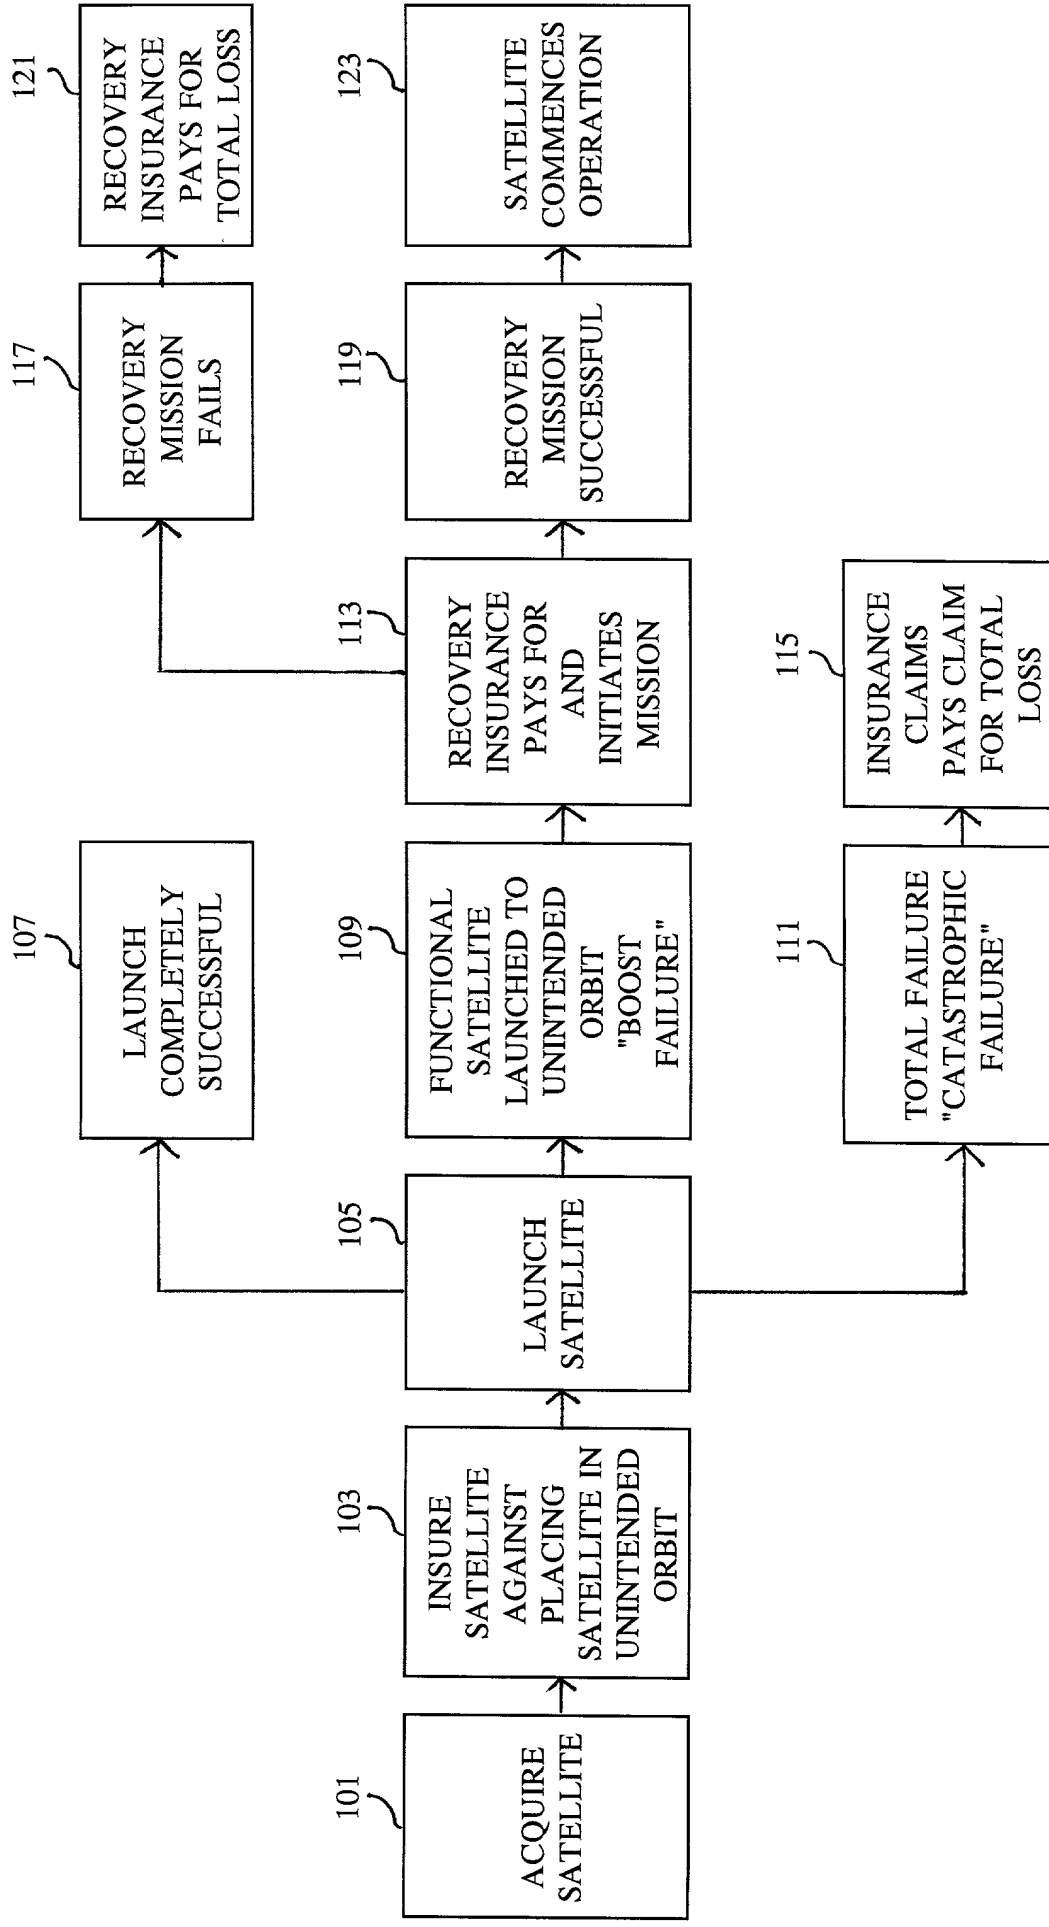 101
ACQUIRE
SATELLITE
103
INSURE
SATELLITE
AGAINST
PLACING
SATELLITE IN
UNINTENDED
ORBIT
105
LAUNCH
SATELLITE
107
LAUNCH
COMPLETELY
SUCCESSFUL
109
FUNCTIONAL
SATELLITE
LAUNCHED TO
UNINTENDED
ORBIT
"BOOST
FAILURE"
111
TOTAL FAILURE
"CATASTROPHIC
FAILURE"
113
RECOVERY
INSURANCE
PAYS FOR
AND
INITIATES
MISSION
115
INSURANCE
CLAIMS
PAYS CLAIM
FOR TOTAL
LOSS
117
RECOVERY
MISSION
FAILS
119
RECOVERY
MISSION
SUCCESSFUL
121
RECOVERY
INSURANCE
PAYS FOR
TOTAL LOSS
123
SATELLITE
COMMENCES
OPERATION